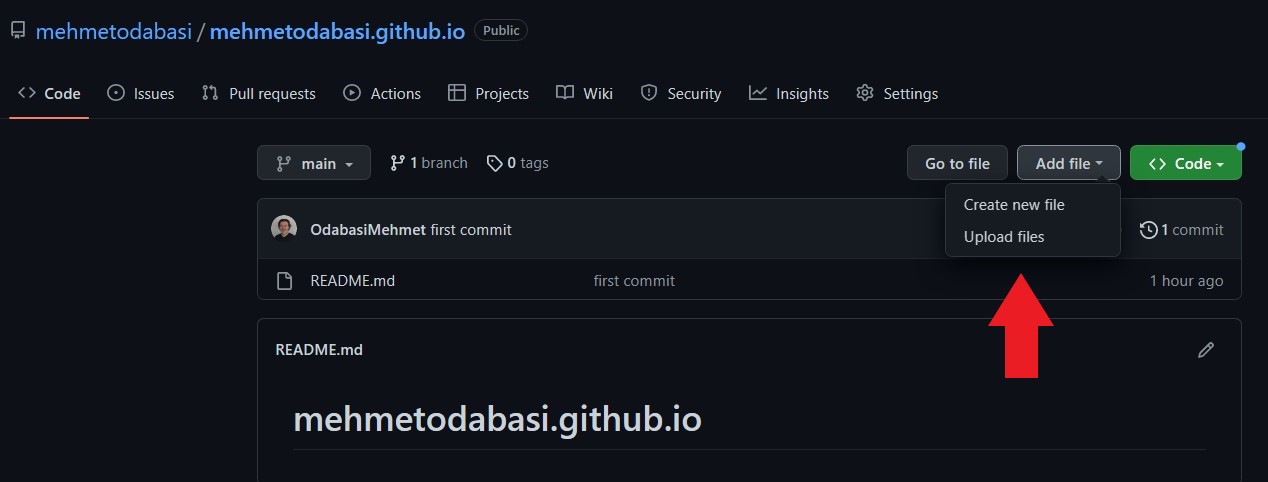 mehmetodabasi / mehmetodabasi.github.io Public
Code Issues Pull requests Actions Projects Wiki Security Insights Settings
main 1 branch 0 tags Go to file Add file Code
Create new file
Upload files
OdabasiMehmet first commit 1 commit
README.md first commit 1 hour ago
README.md
mehmetodabasi.github.io